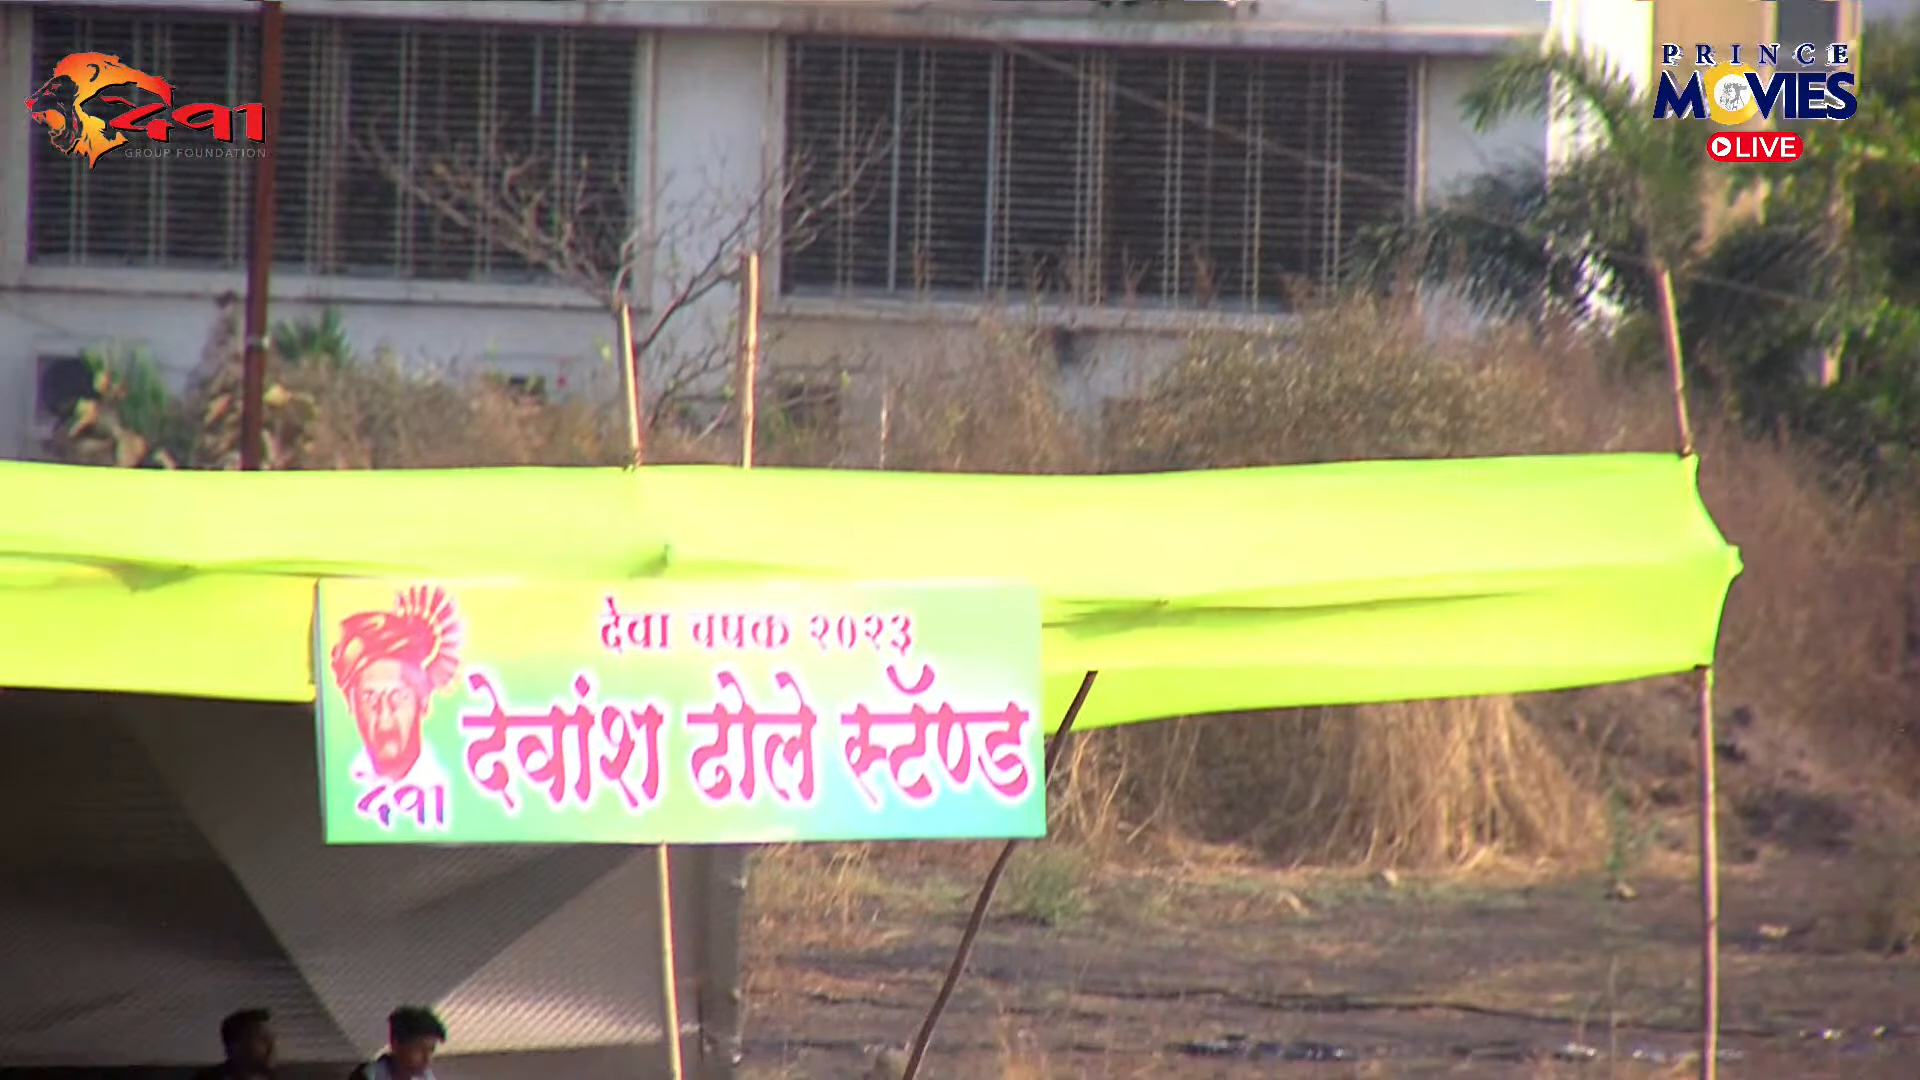 देवा
GROUP FOUNDATION
PRINCE
MOVIES
LIVE
देवा चषक २०२३
देवांश ढोले स्टॅण्ड
देवा